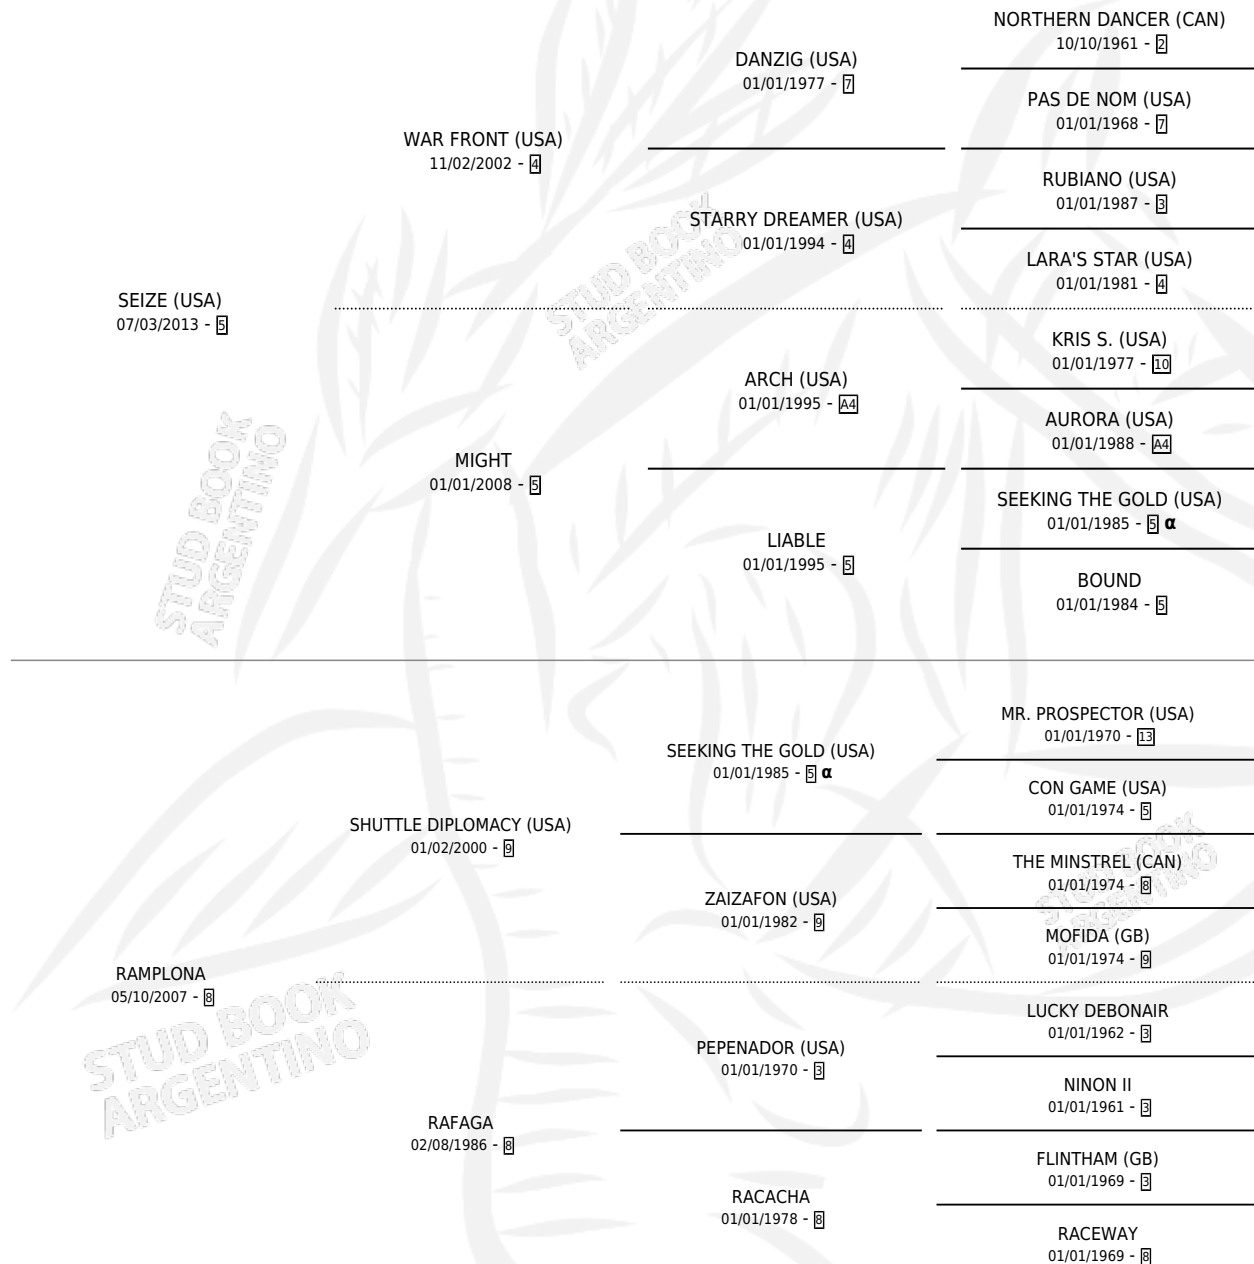 NORTHERN DANCER (CAN)
10/10/1961 - 2
DANZIG (USA)
01/01/1977 - 7
PAS DE NOM (USA)
01/01/1968 - 7
WAR FRONT (USA)
11/02/2002 - 4
RUBIANO (USA)
01/01/1987 - 3
STARRY DREAMER (USA)
01/01/1994 - 4
LARA'S STAR (USA)
01/01/1981 - 4
SEIZE (USA)
07/03/2013 - 5
KRIS S. (USA)
01/01/1977 - 10
ARCH (USA)
01/01/1995 - A4
AURORA (USA)
01/01/1988 - A4
MIGHT
01/01/2008 - 5
SEEKING THE GOLD (USA)
01/01/1985 - 5 α
LIABLE
01/01/1995 - 5
BOUND
01/01/1984 - 5
MR. PROSPECTOR (USA)
01/01/1970 - 13
SEEKING THE GOLD (USA)
01/01/1985 - 5 α
CON GAME (USA)
01/01/1974 - 5
SHUTTLE DIPLOMACY (USA)
01/02/2000 - 9
THE MINSTREL (CAN)
01/01/1974 - 8
ZAIZAFON (USA)
01/01/1982 - 9
MOFIDA (GB)
01/01/1974 - 9
RAMPLONA
05/10/2007 - 8
LUCKY DEBONAIR
01/01/1962 - 3
PEPENADOR (USA)
01/01/1970 - 3
NINON II
01/01/1961 - 3
RAFAGA
02/08/1986 - 8
FLINTHAM (GB)
01/01/1969 - 3
RACACHA
01/01/1978 - 8
RACEWAY
01/01/1969 - 8
STUD BOOK
ARGENTINO
STUD BOOK
ARGENTINO
STUD BOOK
ARGENTINO
STUD BOOK
ARGENTINO